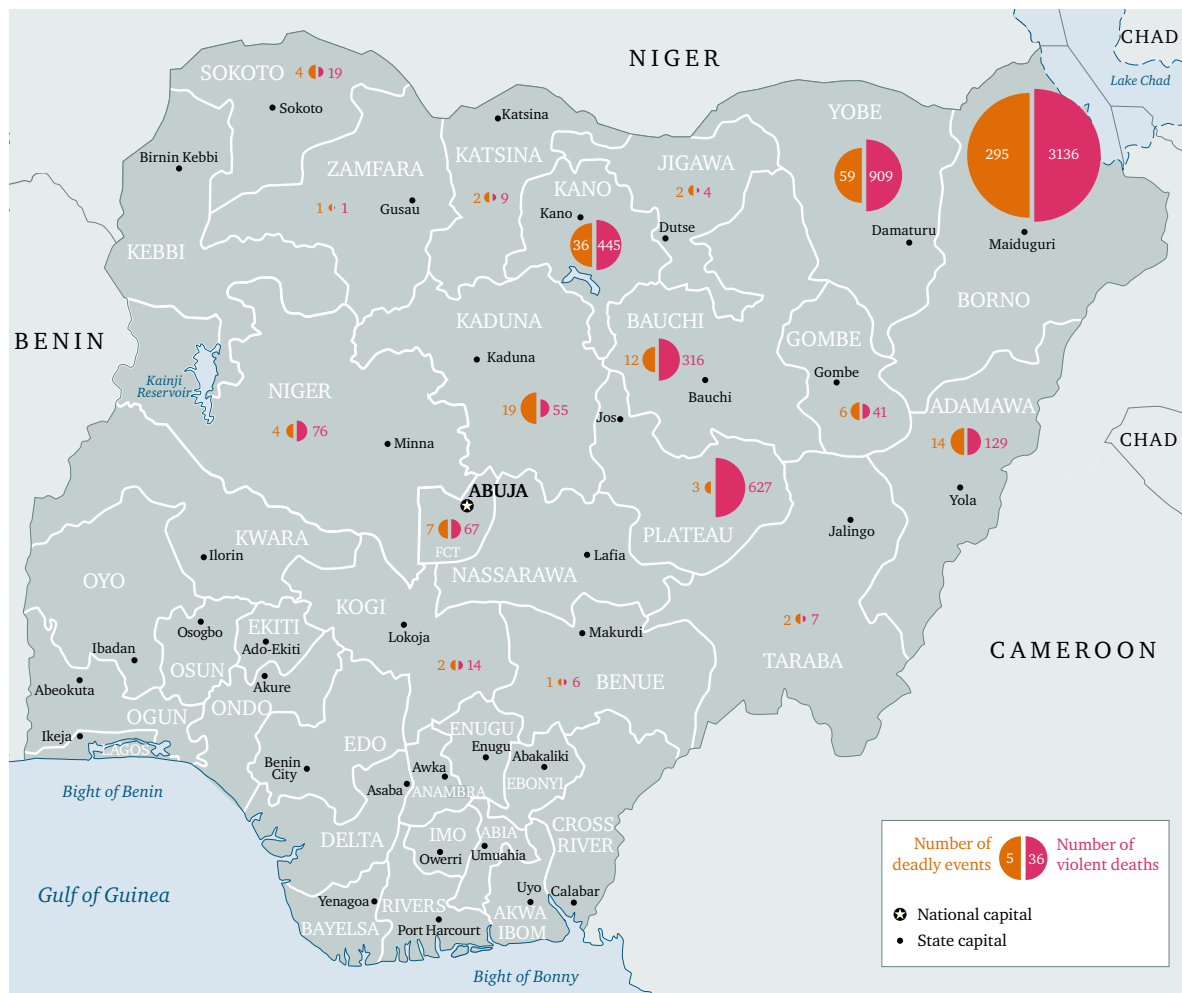 NIGER
CHAD
Lake Chad
SOKOTO
4 19
Sokoto
Katsina
YOBE
Birnin Kebbi
ZAMFARA
KATSINA
JIGAWA
295 3136
59 909
1 1
Gusau
2 9
KANO
2 4
Kano
36 445
Dutse
Damaturu
Maiduguri
KEBBI
BORNO
BENIN
KADUNA
BAUCHI
GOMBE
Kaduna
12 316
Kainji
Reservoir
NIGER
Gombe
Bauchi
19 55
Jos
6 41
ADAMAWA
4 76
Minna
14 129
CHAD
ABUJA
3 627
Yola
7 67
FCT
KWARA
PLATEAU
Jalingo
Ilorin
Lafia
OYO
NASSARAWA
KOGI
2 7
Osogbo
EKITI
Lokoja
Makurdi
Ibadan
Ado-Ekiti
CAMEROON
OSUN
2 14
TARABA
Abeokuta
Akure
1 6
BENUE
OGUN
ONDO
Ikeja
LAGOS
EDO
ENUGU
Enugu
Abakaliki
Benin
City
Awka
Asaba
ANAMBRA
EBONYI
Bight of Benin
DELTA
IMO
ABIA
CROSS
RIVER
Owerri
Umuahia
Gulf of Guinea
Uyo
Calabar
Yenagoa
RIVERS
AKWA
IBOM
BAYELSA
Port Harcourt
Bight of Bonny
Number of
deadly events
5 36
Number of
violent deaths
National capital
State capital